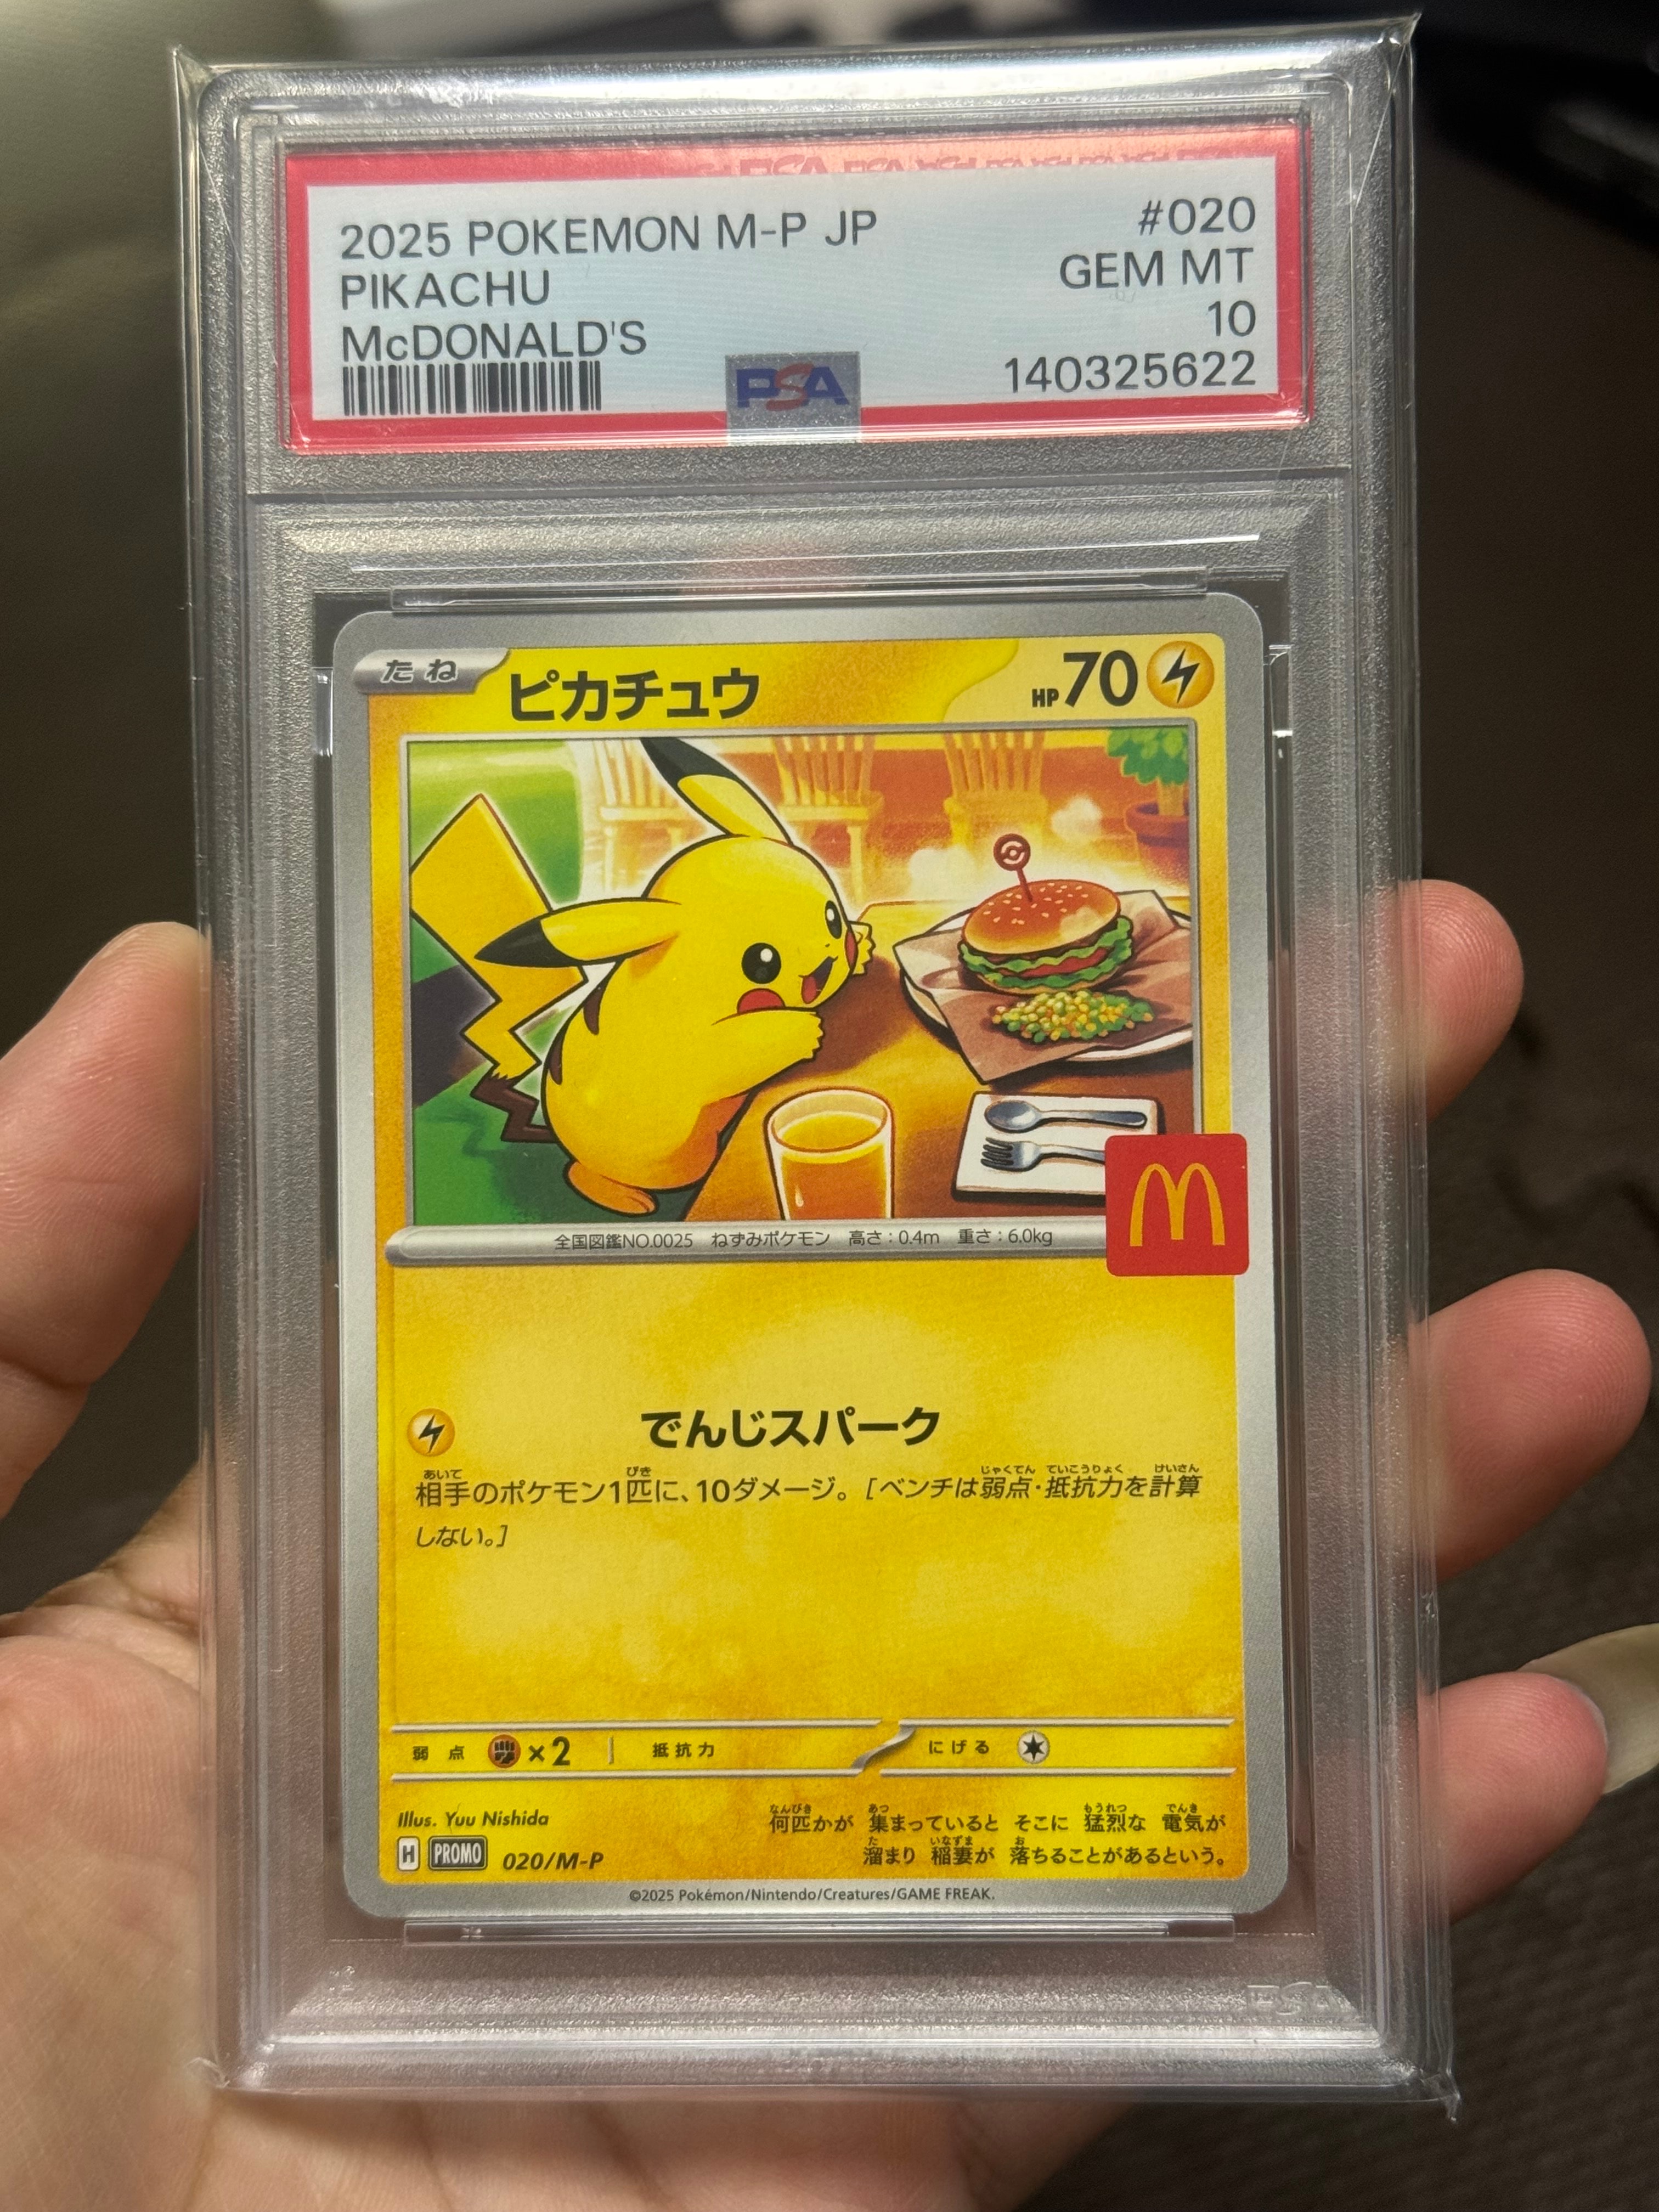 2025 POKEMON M-P JP #020
PIKACHU GEM MT
McDONALD'S 10
PSA 140325622
たね ピカチュウ HP70
全国図鑑NO.0025 ねずみポケモン 高さ:0.4m 重さ:6.0kg
M
でんじスパーク
相手のポケモン1匹に、10ダメージ。[ベンチは弱点・抵抗力を計算
しない。]
弱点 ×2 抵抗力 にげる
Illus. Yuu Nishida
何匹かが 集まっていると そこに 猛烈な 電気が
溜まり 稲妻が 落ちることがあるという。
H PROMO 020/M-P
©2025 Pokémon/Nintendo/Creatures/GAME FREAK.
PSA